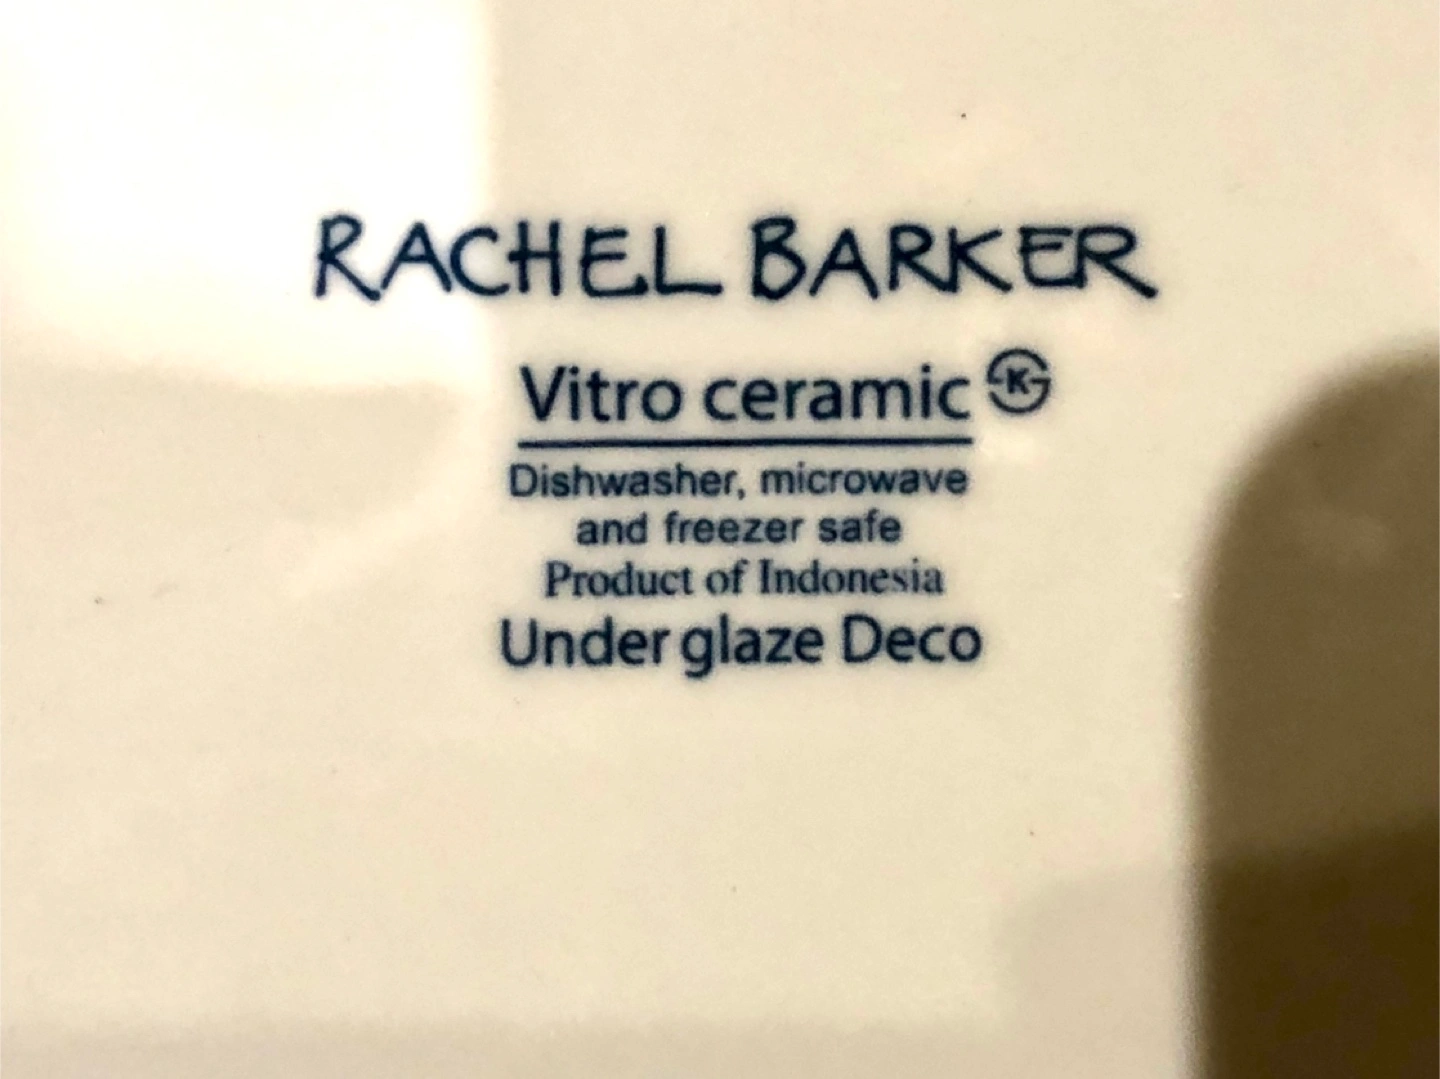 RACHEL BARKER
Vitro ceramic K
Dishwasher, microwave
and freezer safe
Product of Indonesia
Under glaze Deco